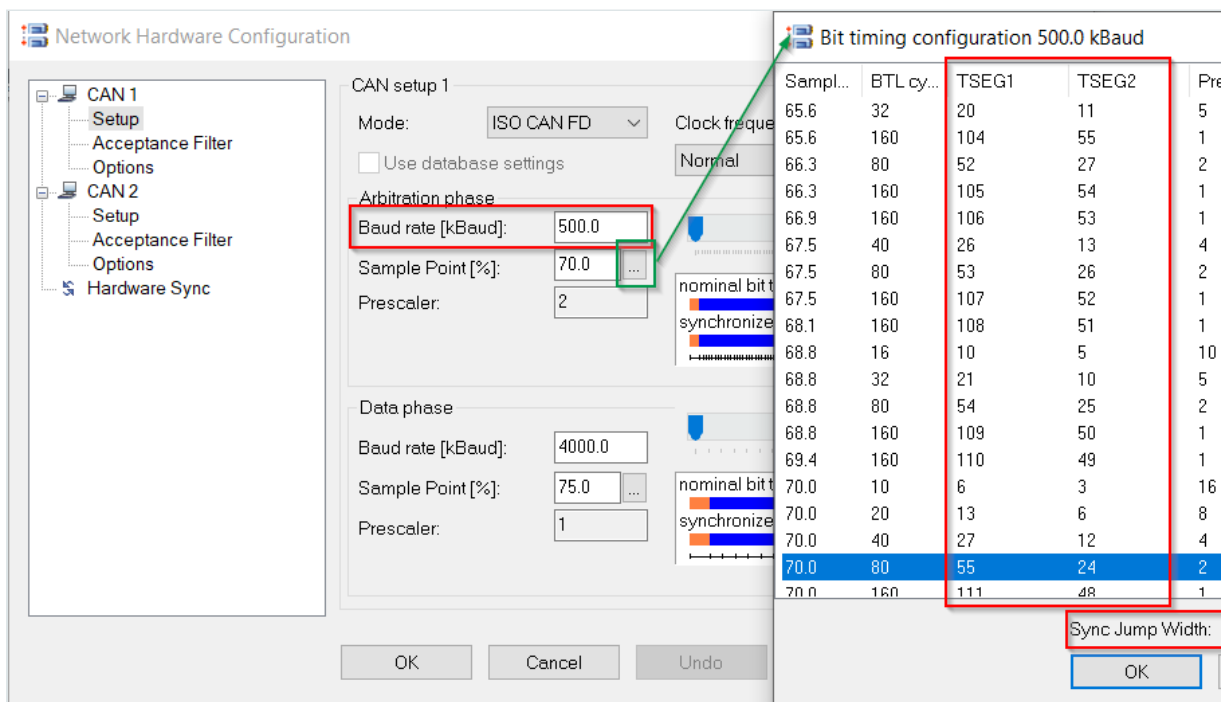 Network Hardware Configuration
CAN 1
Setup
Acceptance Filter
Options
CAN 2
Setup
Acceptance Filter
Options
Hardware Sync
CAN setup 1
Mode: ISO CAN FD Clock freque
Use database settings Normal
Arbitration phase
Baud rate [kBaud]: 500.0
Sample Point [%]: 70.0 ...
Prescaler: 2
nominal bit t
synchronize
Data phase
Baud rate [kBaud]: 4000.0
Sample Point [%]: 75.0 ...
Prescaler: 1
nominal bit t
synchronize
OK Cancel Undo
Bit timing configuration 500.0 kBaud
Sampl... BTL cy... TSEG1 TSEG2 Pre
65.6 32 20 11 5
65.6 160 104 55 1
66.3 80 52 27 2
66.3 160 105 54 1
66.9 160 106 53 1
67.5 40 26 13 4
67.5 80 53 26 2
67.5 160 107 52 1
68.1 160 108 51 1
68.8 16 10 5 10
68.8 32 21 10 5
68.8 80 54 25 2
68.8 160 109 50 1
69.4 160 110 49 1
70.0 10 6 3 16
70.0 20 13 6 8
70.0 40 27 12 4
70.0 80 55 24 2
70.0 160 111 48 1
Sync Jump Width:
OK